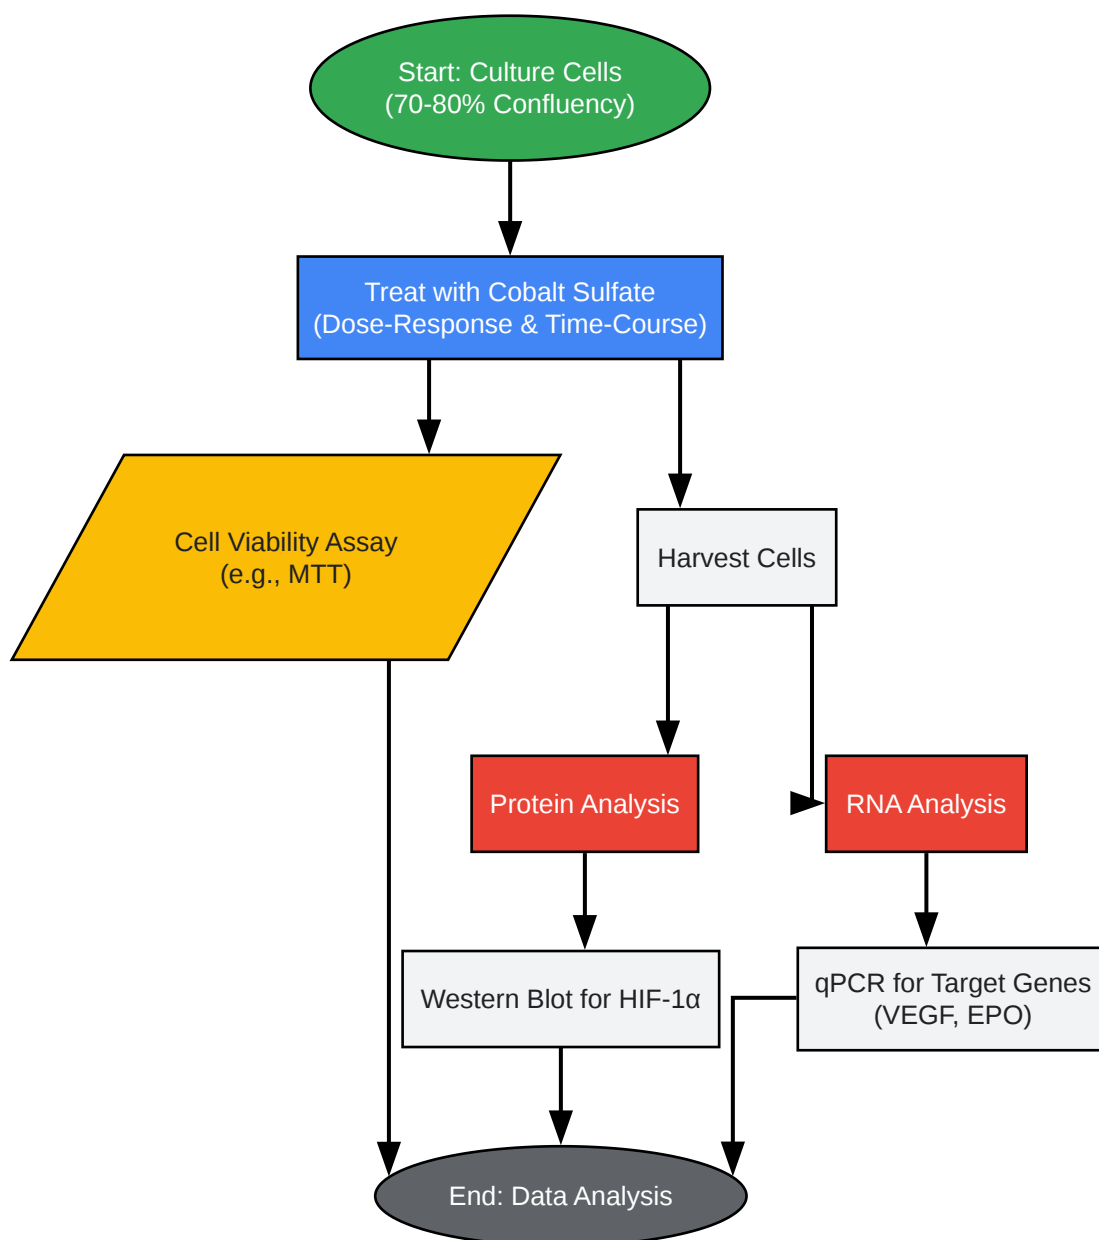 Start: Culture Cells
(70-80% Confluency)
Treat with Cobalt Sulfate
(Dose-Response & Time-Course)
Cell Viability Assay
(e.g., MTT)
Harvest Cells
Protein Analysis
RNA Analysis
Western Blot for HIF-1α
qPCR for Target Genes
(VEGF, EPO)
End: Data Analysis